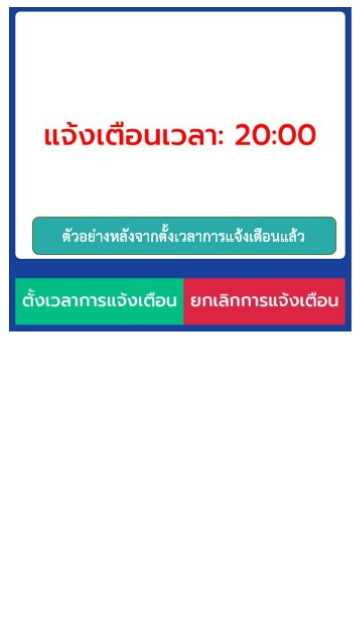 แจ้งเตือนเวลา: 20:00
ตัวอย่างหลังจากตั้งเวลาการแจ้งเตือนแล้ว
ตั้งเวลาการแจ้งเตือน ยกเลิกการแจ้งเตือน